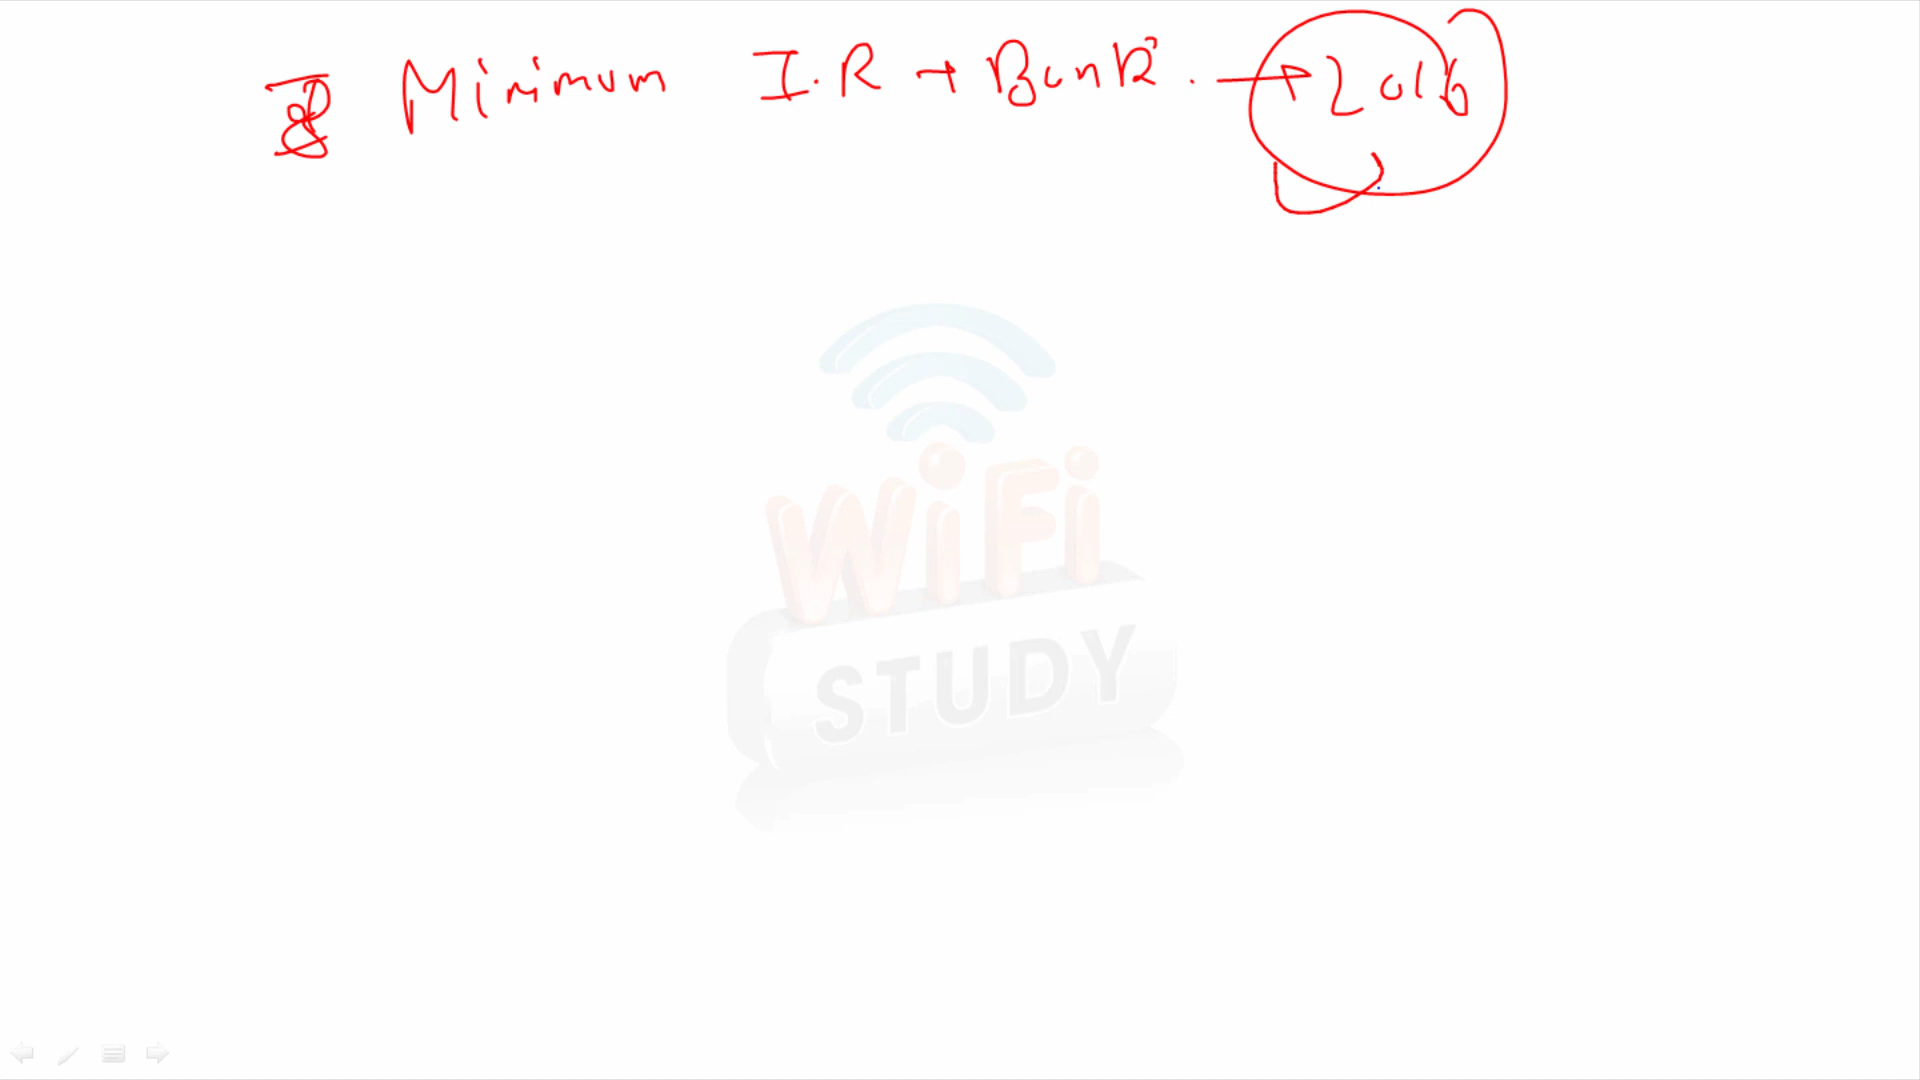 Minimum I.R → Bank . → 2016
WiFi
STUDY